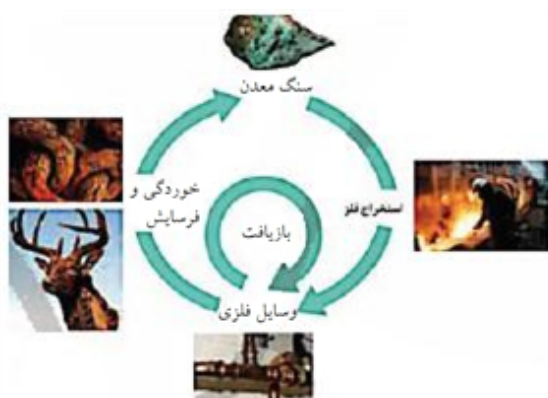 سنگ معدن
استخراج فلز
خوردگی و
فرسایش
بازیافت
وسایل فلزی